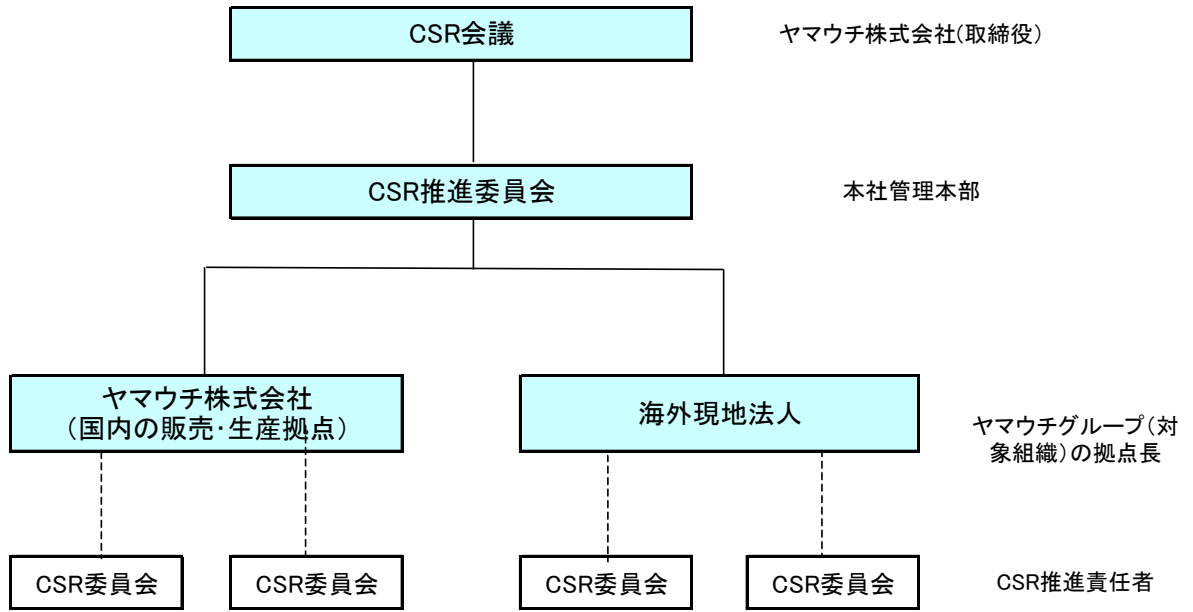 CSR会議
ヤマウチ株式会社(取締役)
CSR推進委員会
本社管理本部
ヤマウチ株式会社
(国内の販売・生産拠点)
海外現地法人
ヤマウチグループ(対
象組織)の拠点長
CSR委員会
CSR委員会
CSR委員会
CSR委員会
CSR推進責任者